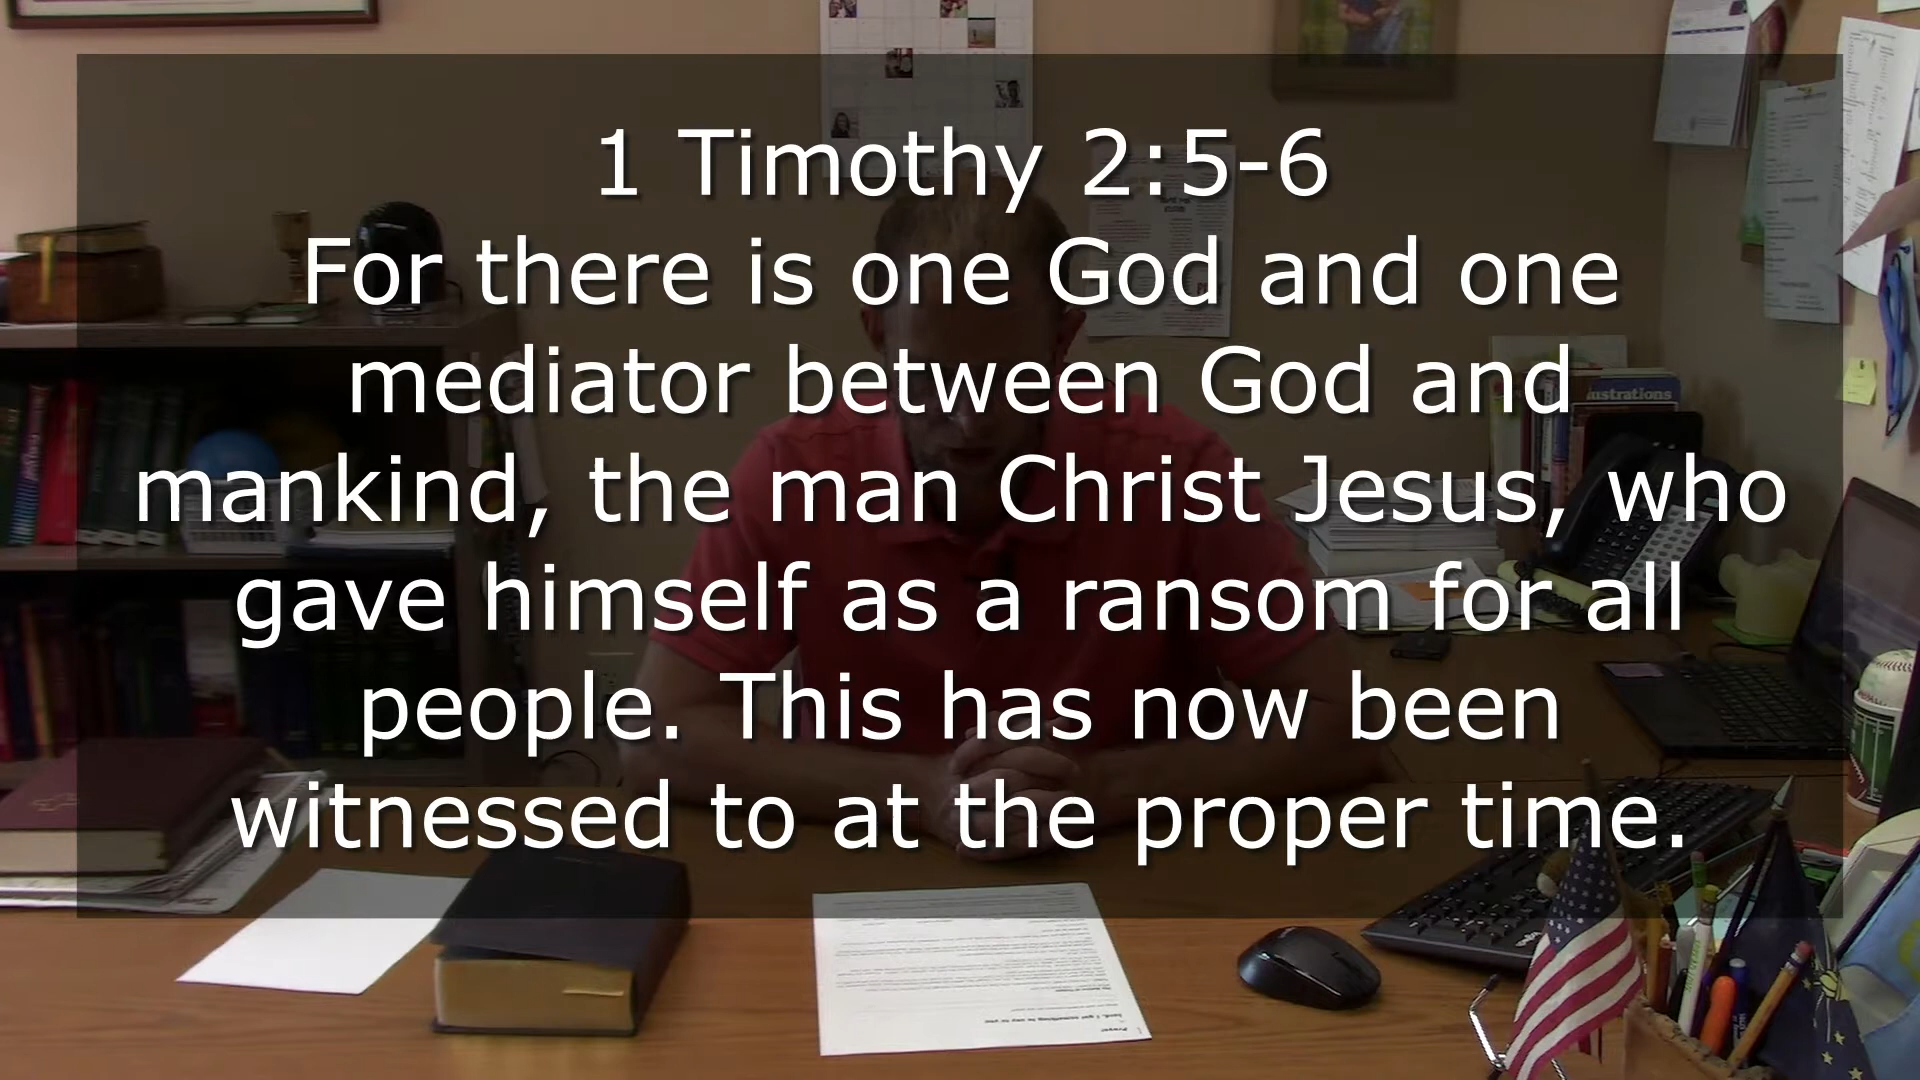 1 Timothy 2:5-6
For there is one God and one
mediator between God and
mankind, the man Christ Jesus, who
gave himself as a ransom for all
people. This has now been
witnessed to at the proper time.
ustrations
Prayer